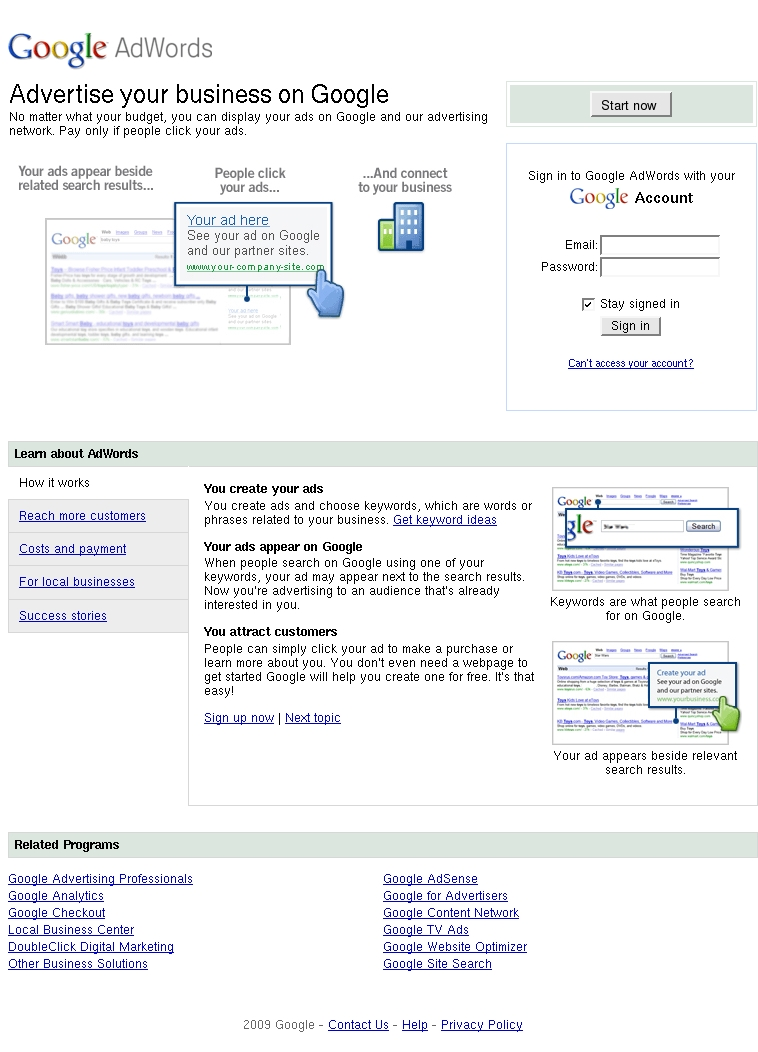 Google AdWords
Advertise your business on Google
No matter what your budget, you can display your ads on Google and our advertising
network. Pay only if people click your ads.
Start now
Your ads appear beside
related search results...
People click
your ads...
...And connect
to your business
Google
Your ad here
See your ad on Google
and our partner sites.
www.your-company-site.com
Sign in to Google AdWords with your
Google Account
Email:
Password:
Stay signed in
Sign in
Can't access your account?
Learn about AdWords
How it works
Reach more customers
Costs and payment
For local businesses
Success stories
You create your ads
You create ads and choose keywords, which are words or
phrases related to your business. Get keyword ideas
Your ads appear on Google
When people search on Google using one of your
keywords, your ad may appear next to the search results.
Now you're advertising to an audience that's already
interested in you.
You attract customers
People can simply click your ad to make a purchase or
learn more about you. You don't even need a webpage to
get started Google will help you create one for free. It's that
easy!
Sign up now | Next topic
Google
gle Star Wars Search
Keywords are what people search
for on Google.
Google
Create your ad
See your ad on Google
and our partner sites.
Your ad appears beside relevant
search results.
Related Programs
Google Advertising Professionals
Google Analytics
Google Checkout
Local Business Center
DoubleClick Digital Marketing
Other Business Solutions
Google AdSense
Google for Advertisers
Google Content Network
Google TV Ads
Google Website Optimizer
Google Site Search
2009 Google - Contact Us - Help - Privacy Policy